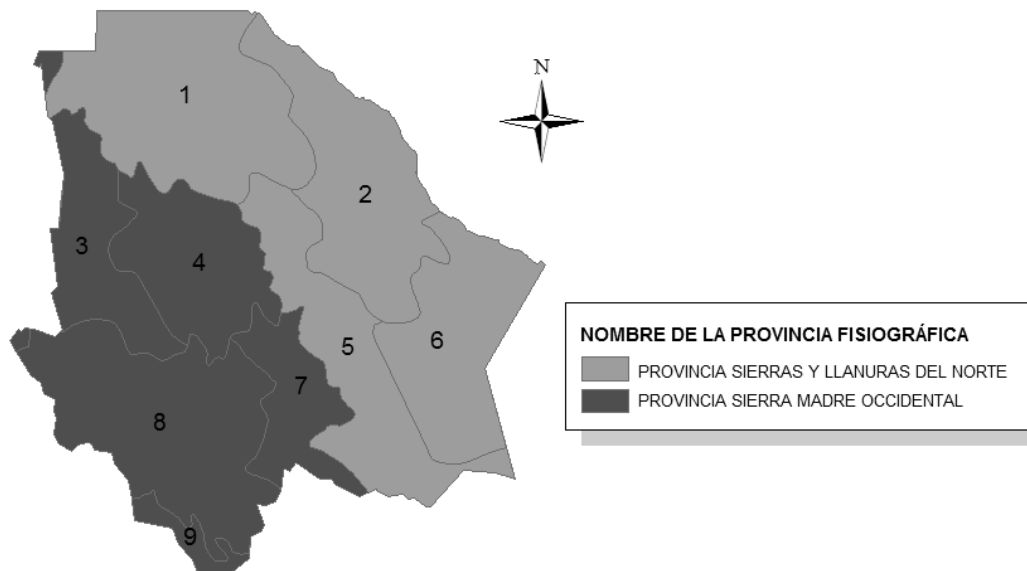 1
N
2
3
4
5
6
7
8
9
NOMBRE DE LA PROVINCIA FISIOGRÁFICA
PROVINCIA SIERRAS Y LLANURAS DEL NORTE
PROVINCIA SIERRA MADRE OCCIDENTAL